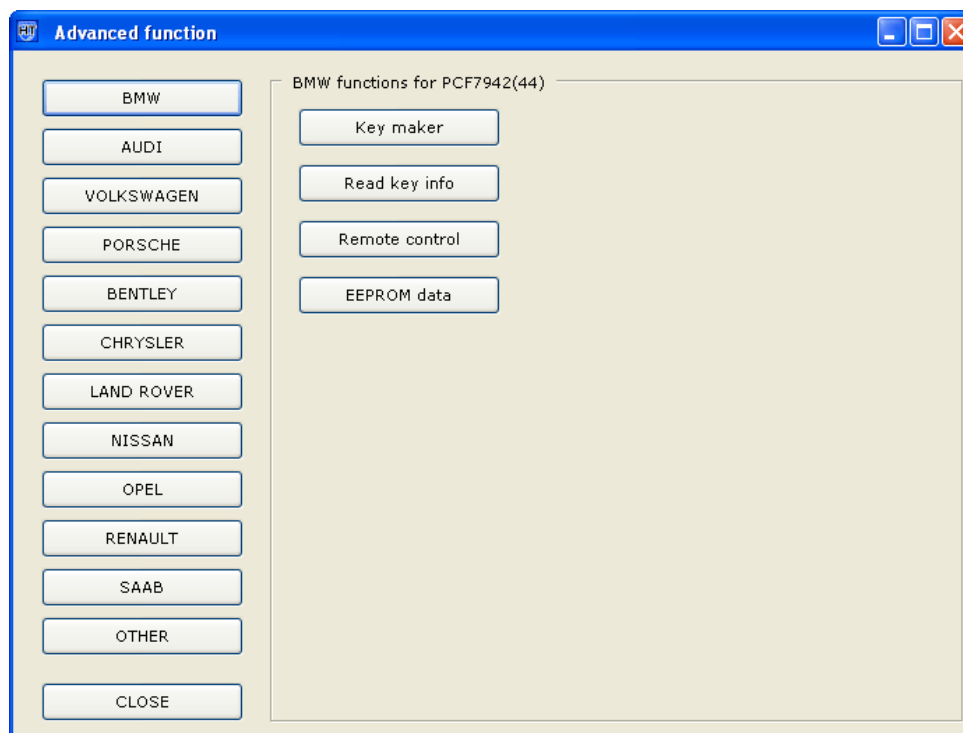 Advanced function
BMW
AUDI
VOLKSWAGEN
PORSCHE
BENTLEY
CHRYSLER
LAND ROVER
NISSAN
OPEL
RENAULT
SAAB
OTHER
CLOSE
BMW functions for PCF7942(44)
Key maker
Read key info
Remote control
EEPROM data